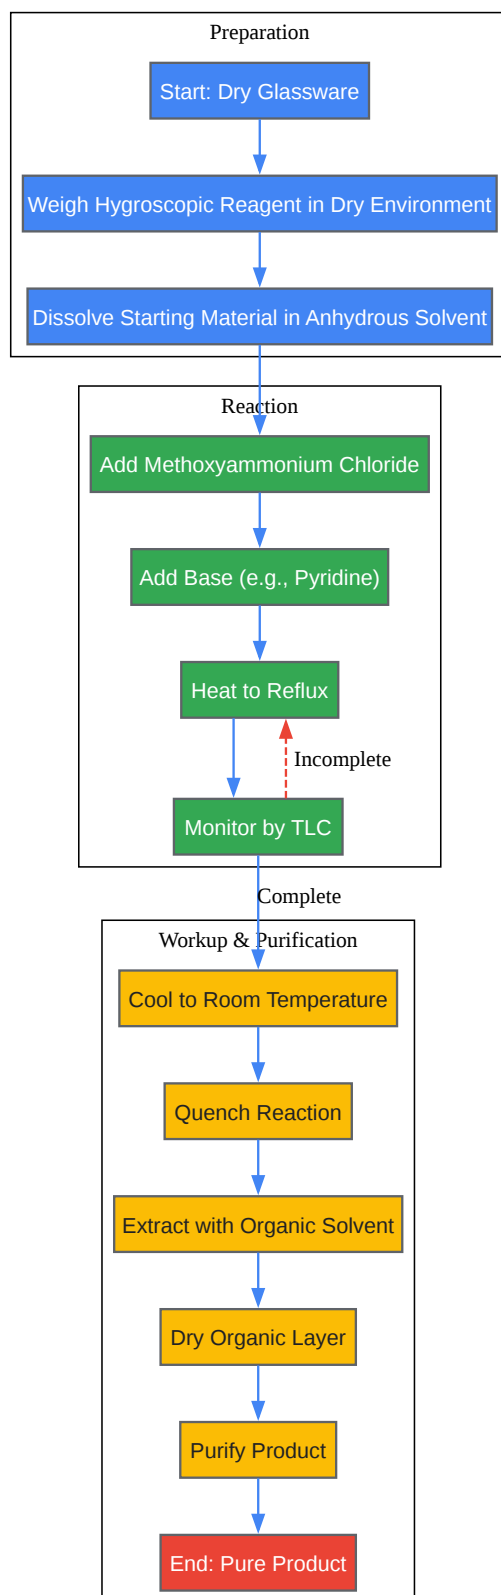 Preparation
Start: Dry Glassware
Weigh Hygroscopic Reagent in Dry Environment
Dissolve Starting Material in Anhydrous Solvent
Reaction
Add Methoxyammonium Chloride
Add Base (e.g., Pyridine)
Heat to Reflux
Incomplete
Monitor by TLC
Complete
Workup & Purification
Cool to Room Temperature
Quench Reaction
Extract with Organic Solvent
Dry Organic Layer
Purify Product
End: Pure Product